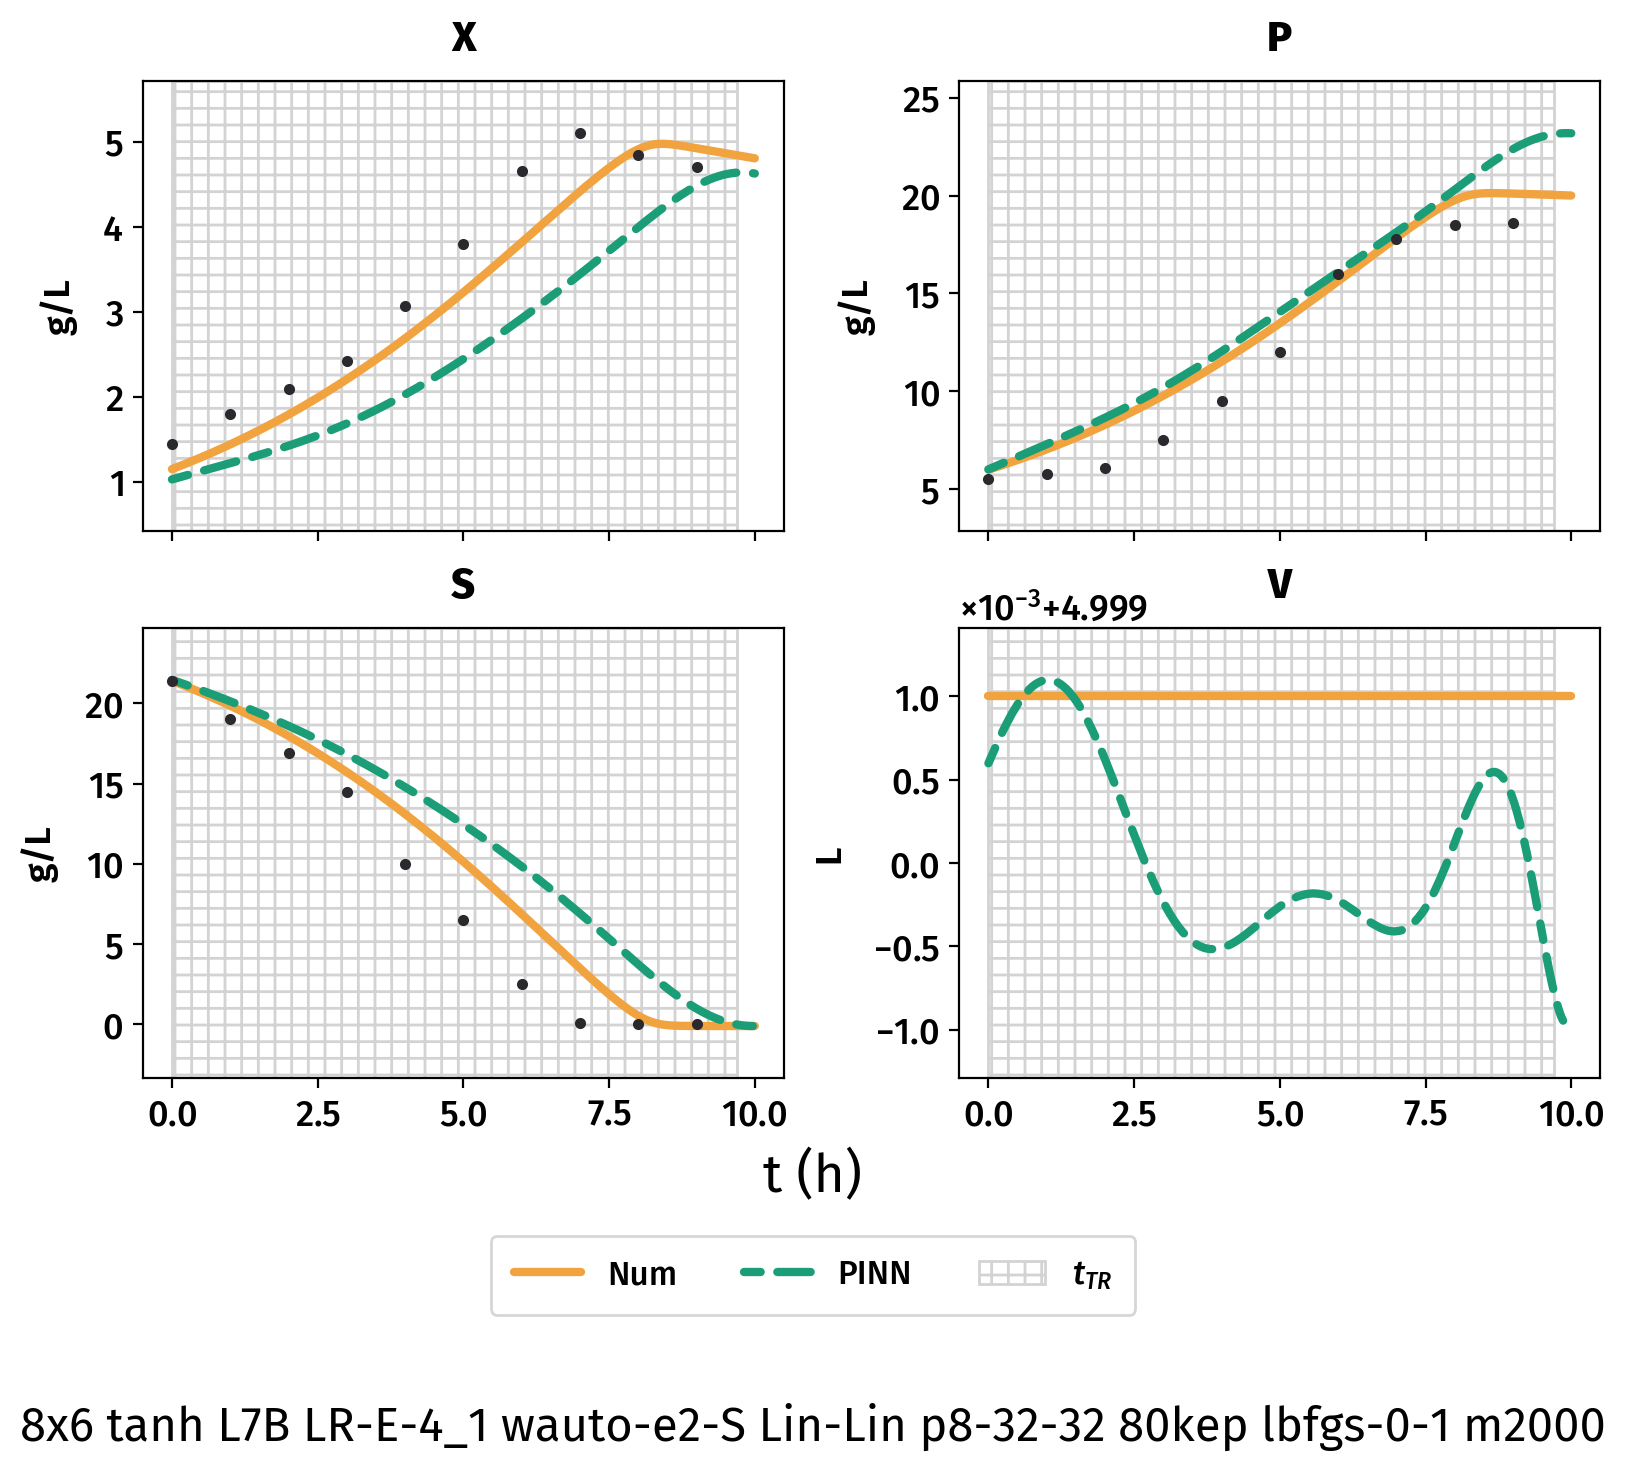 X
P
g/L
5
4
3
2
1
g/L
25
20
15
10
5
S
V
×10⁻³+4.999
g/L
20
15
10
5
0
L
1.0
0.5
0.0
−0.5
−1.0
0.0 2.5 5.0 7.5 10.0
0.0 2.5 5.0 7.5 10.0
t (h)
Num PINN t_TR
8x6 tanh L7B LR-E-4_1 wauto-e2-S Lin-Lin p8-32-32 80kep lbfgs-0-1 m2000